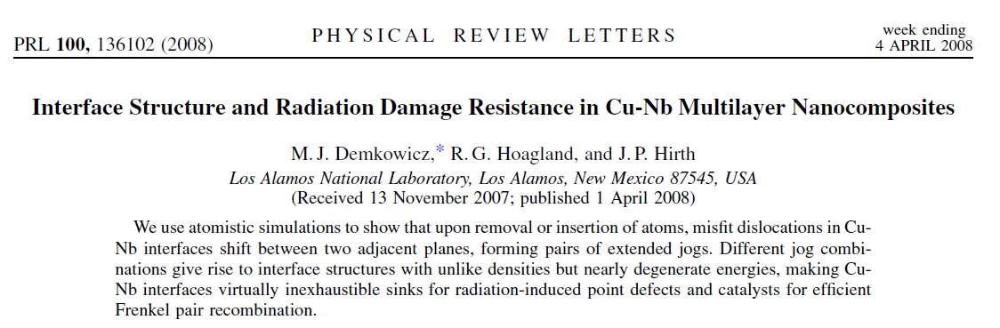 PRL 100, 136102 (2008)
PHYSICAL REVIEW LETTERS
week ending
4 APRIL 2008
Interface Structure and Radiation Damage Resistance in Cu-Nb Multilayer Nanocomposites
M. J. Demkowicz,* R. G. Hoagland, and J. P. Hirth
Los Alamos National Laboratory, Los Alamos, New Mexico 87545, USA
(Received 13 November 2007; published 1 April 2008)
We use atomistic simulations to show that upon removal or insertion of atoms, misfit dislocations in Cu-
Nb interfaces shift between two adjacent planes, forming pairs of extended jogs. Different jog combi-
nations give rise to interface structures with unlike densities but nearly degenerate energies, making Cu-
Nb interfaces virtually inexhaustible sinks for radiation-induced point defects and catalysts for efficient
Frenkel pair recombination.